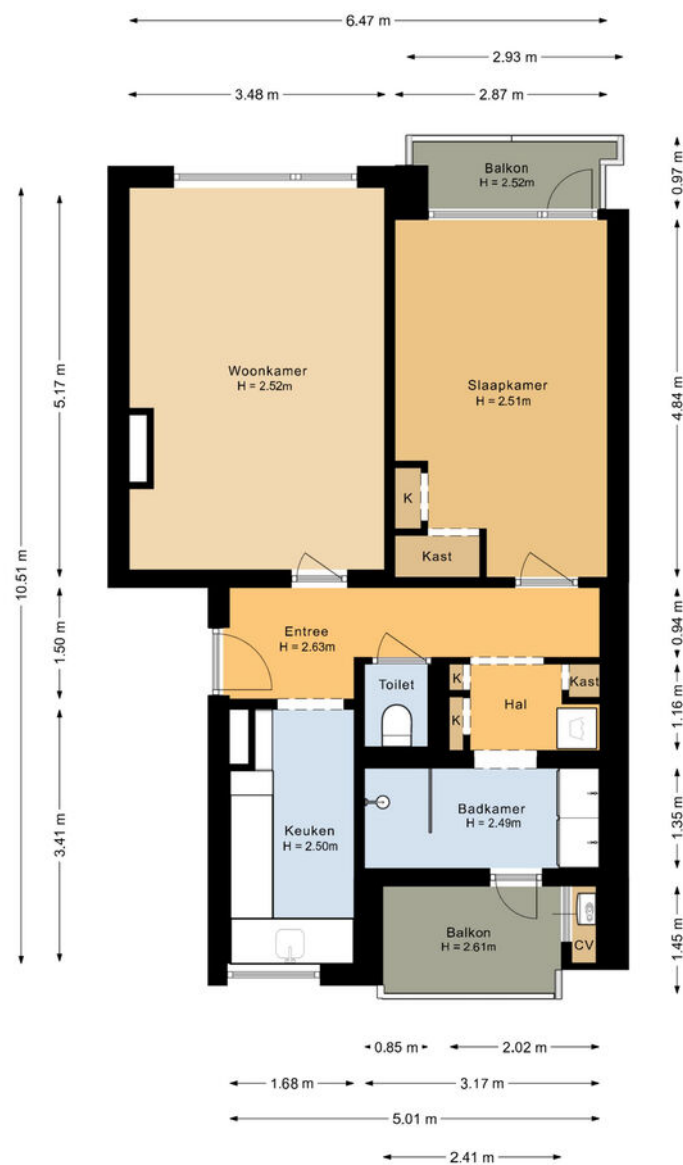 6.47 m
2.93 m
3.48 m
2.87 m
Balkon
H = 2.52m
0.97 m
Woonkamer
H = 2.52m
Slaapkamer
H = 2.51m
5.17 m
4.84 m
K
Kast
10.51 m
Entree
H = 2.63m
1.50 m
0.94 m
Toilet
K
Kast
Hal
K
1.16 m
Keuken
H = 2.50m
Badkamer
H = 2.49m
3.41 m
1.35 m
Balkon
H = 2.61m
CV
1.45 m
0.85 m
2.02 m
1.68 m
3.17 m
5.01 m
2.41 m